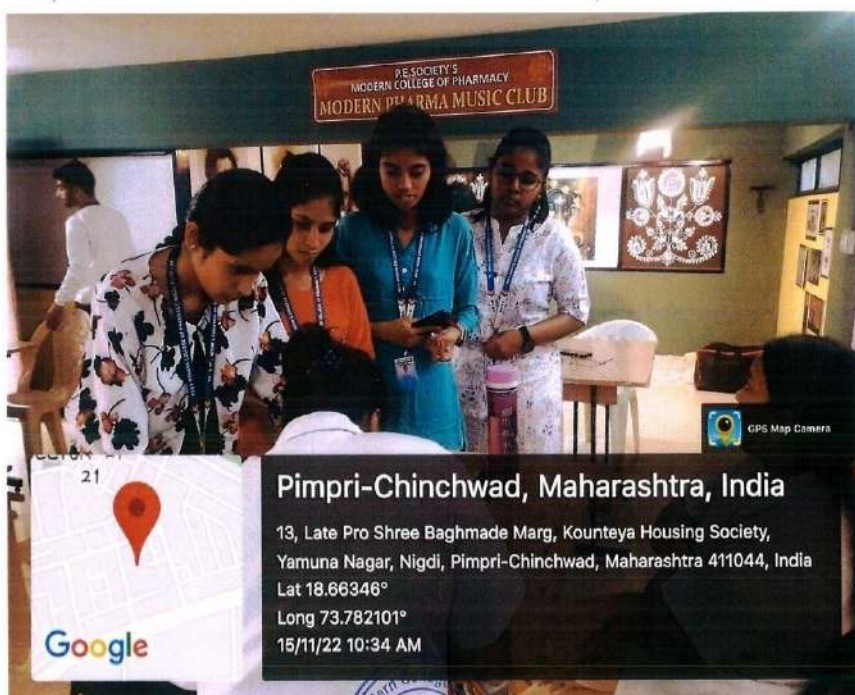 P.E.SOCIETY'S
MODERN COLLEGE OF PHARMACY
MODERN PHARMA MUSIC CLUB
GPS Map Camera
21
Google
Pimpri-Chinchwad, Maharashtra, India
13, Late Pro Shree Baghmade Marg, Kounteya Housing Society,
Yamuna Nagar, Nigdi, Pimpri-Chinchwad, Maharashtra 411044, India
Lat 18.66346°
Long 73.782101°
15/11/22 10:34 AM